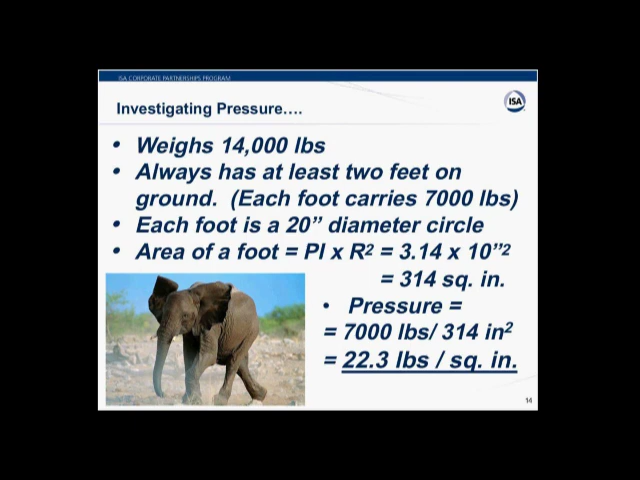 ISA CORPORATE PARTNERSHIPS PROGRAM
Investigating Pressure….
ISA
• Weighs 14,000 lbs
• Always has at least two feet on
ground. (Each foot carries 7000 lbs)
• Each foot is a 20” diameter circle
• Area of a foot = PI x R² = 3.14 x 10”²
= 314 sq. in.
• Pressure =
= 7000 lbs/ 314 in²
= 22.3 lbs / sq. in.
14